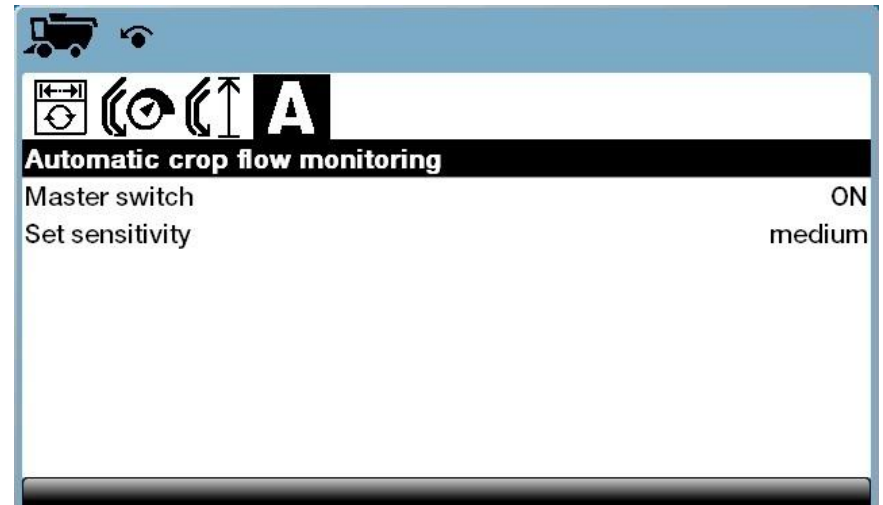 A
Automatic crop flow monitoring
Master switch ON
Set sensitivity medium